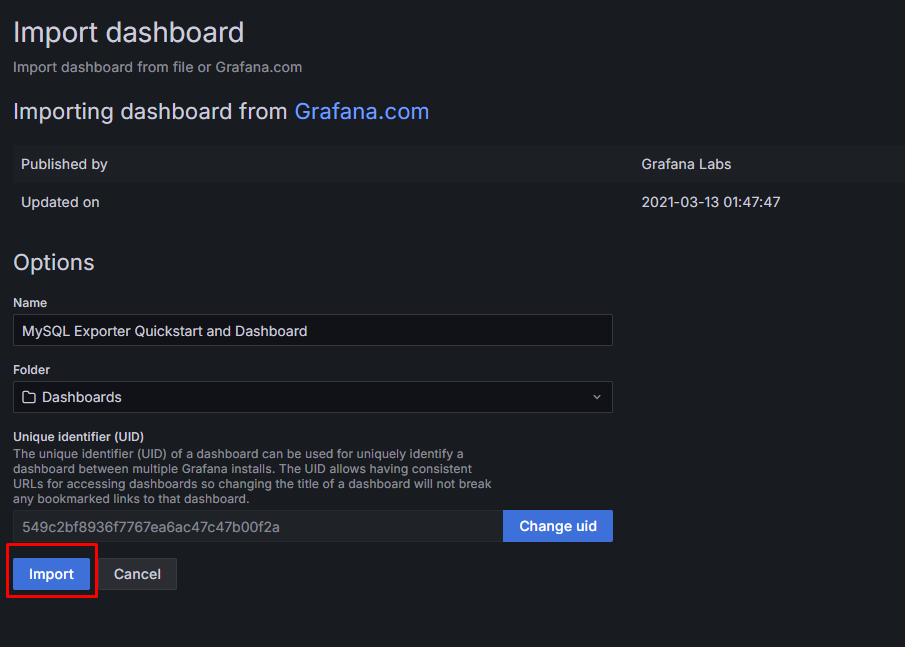 Import dashboard
Import dashboard from file or Grafana.com
Importing dashboard from Grafana.com
Published by Grafana Labs
Updated on 2021-03-13 01:47:47
Options
Name
MySQL Exporter Quickstart and Dashboard
Folder
Dashboards
Unique identifier (UID)
The unique identifier (UID) of a dashboard can be used for uniquely identify a
dashboard between multiple Grafana installs. The UID allows having consistent
URLs for accessing dashboards so changing the title of a dashboard will not break
any bookmarked links to that dashboard.
549c2bf8936f7767ea6ac47c47b00f2a Change uid
Import Cancel